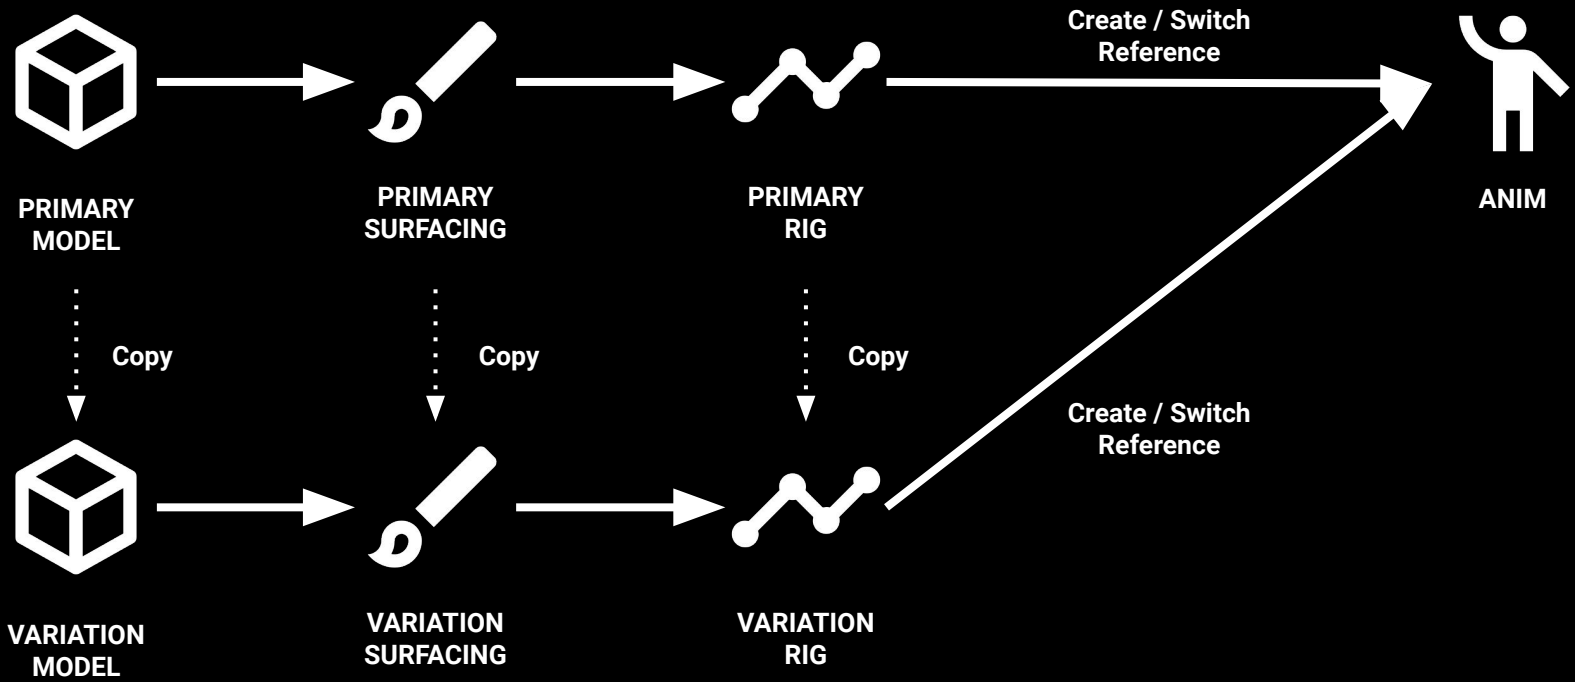 Create / Switch
Reference
PRIMARY
MODEL
PRIMARY
SURFACING
PRIMARY
RIG
ANIM
Copy
Copy
Copy
Create / Switch
Reference
VARIATION
MODEL
VARIATION
SURFACING
VARIATION
RIG